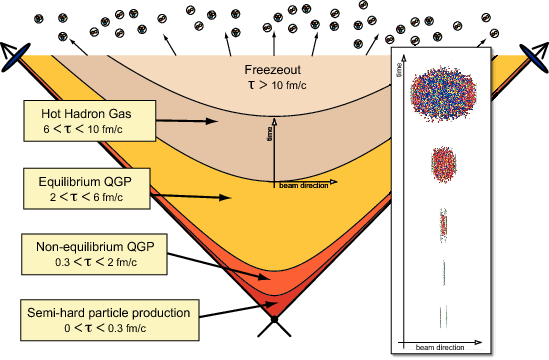 Freezeout
τ > 10 fm/c
Hot Hadron Gas
6 < τ < 10 fm/c
Equilibrium QGP
2 < τ < 6 fm/c
Non-equilibrium QGP
0.3 < τ < 2 fm/c
Semi-hard particle production
0 < τ < 0.3 fm/c
time
beam direction
time
beam direction